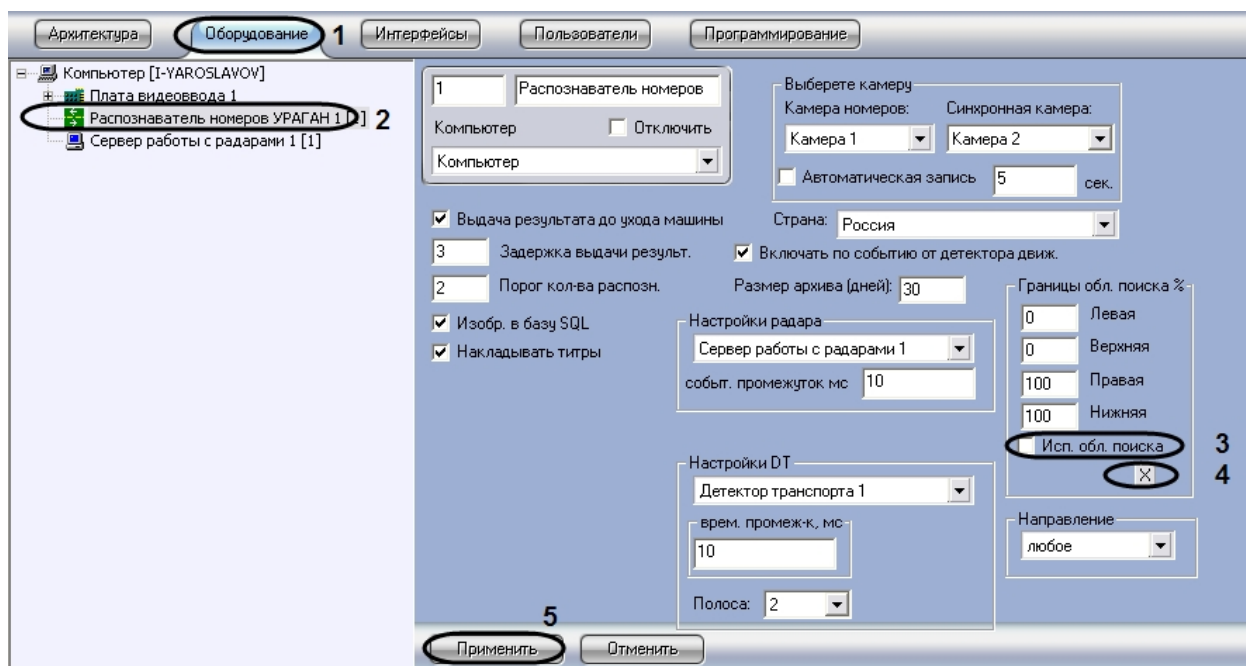 Архитектура Оборудование 1 Интерфейсы Пользователи Программирование
Компьютер [I-YAROSLAVOV]
Плата видеоввода 1
Распознаватель номеров УРАГАН 1 2
Сервер работы с радарами 1 [1]
1 Распознаватель номеров
Компьютер Отключить
Компьютер
Выберете камеру
Камера номеров: Синхронная камера:
Камера 1 Камера 2
Автоматическая запись 5 сек.
Выдача результата до ухода машины
Страна: Россия
3 Задержка выдачи результ.
Включать по событию от детектора движ.
2 Порог кол-ва распозн.
Размер архива (дней): 30
Изобр. в базу SQL
Накладывать титры
Настройки радара
Сервер работы с радарами 1
событ. промежуток мс 10
Границы обл. поиска %
0 Левая
0 Верхняя
100 Правая
100 Нижняя
Исп. обл. поиска 3
X 4
Настройки DT
Детектор транспорта 1
врем. промеж-к, мс
10
Полоса: 2
Направление
любое
5
Применить Отменить